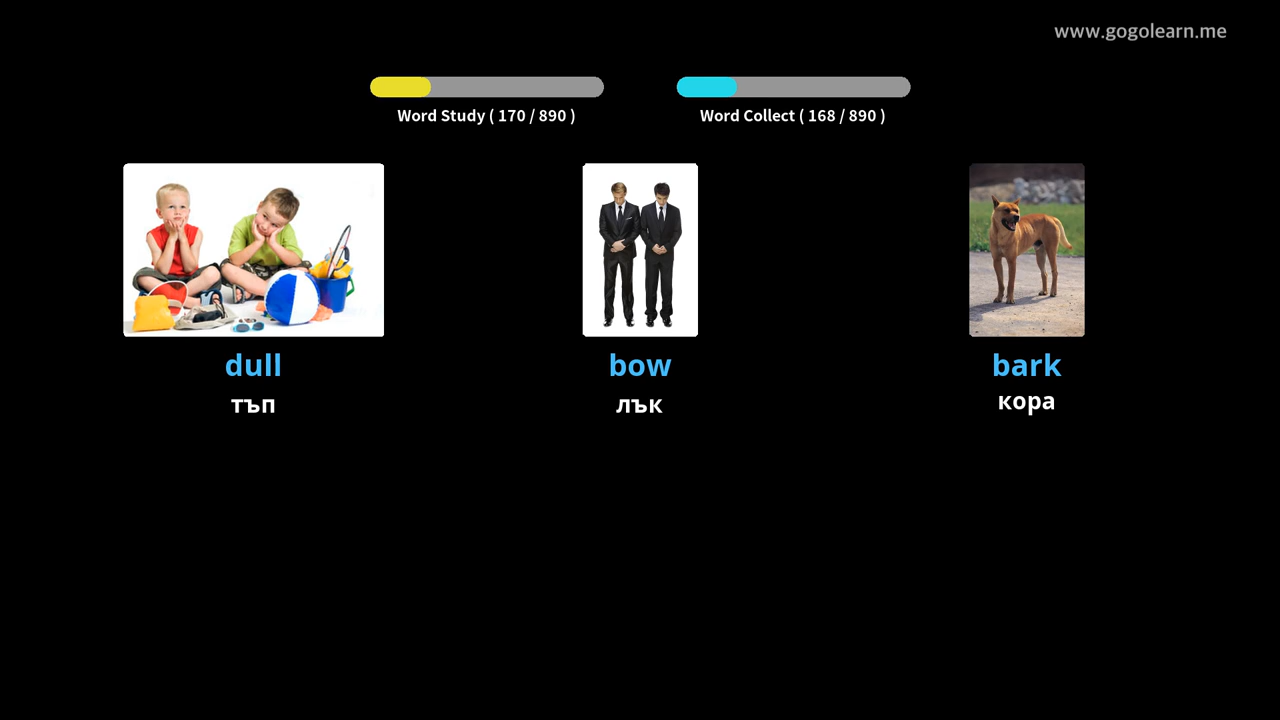 www.gogolearn.me
Word Study ( 170 / 890 )
Word Collect ( 168 / 890 )
dull
bow
bark
тъп
лък
кора